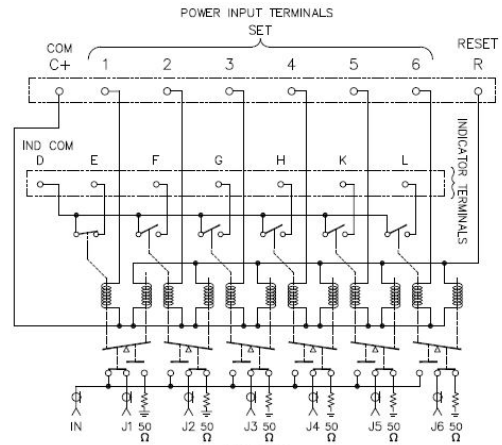 POWER INPUT TERMINALS
SET
COM
C+ 1 2 3 4 5 6
RESET
R
IND COM
D E F G H K L
INDICATOR TERMINALS
IN J1 50 Ω J2 50 Ω J3 50 Ω J4 50 Ω J5 50 Ω J6 50 Ω